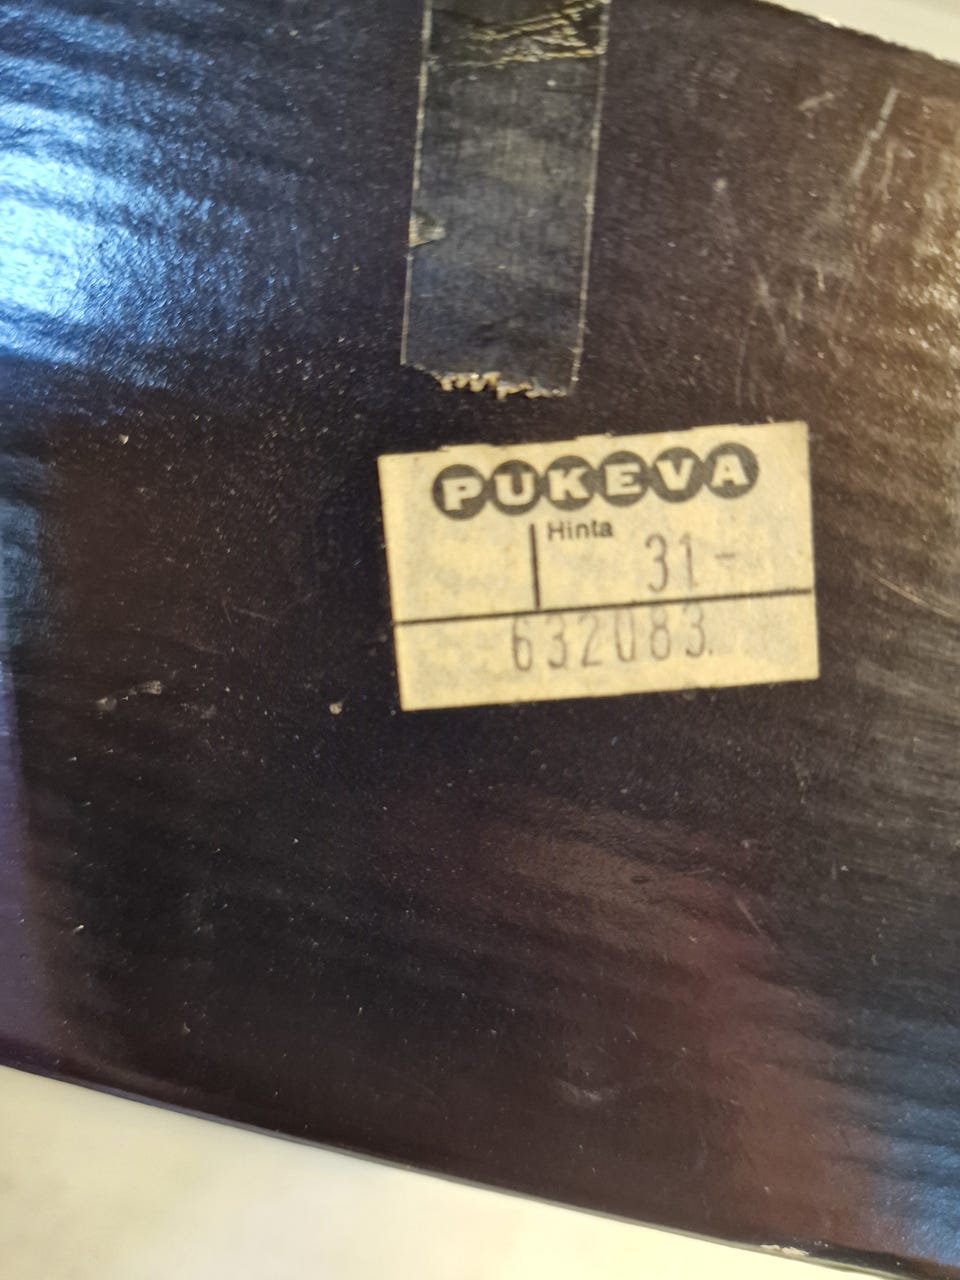 PUKEVA
Hinta
31-
632083